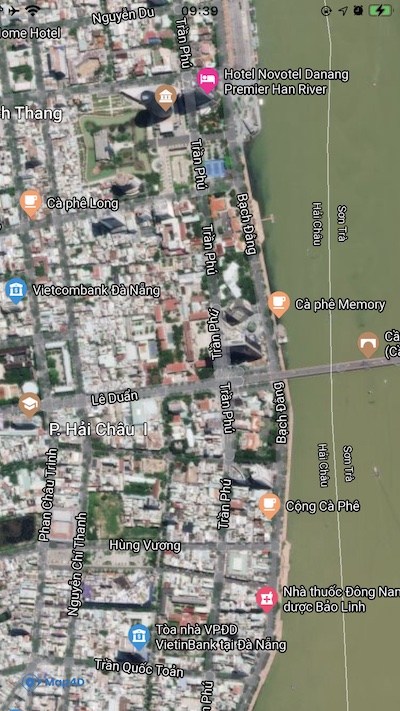 09:39
Nguyễn Du
ome Hotel
Trần Phú
Hotel Novotel Danang
Premier Han River
h Thang
Trần Phú
Cà phê Long
Bạch Đằng
Hải Châu
Sơn Trà
Trần Phú
Vietcombank Đà Nẵng
Cà phê Memory
Trần Phú
Lê Duẩn
Trần Phú
Bạch Đằng
P. Hải Châu I
Phan Châu Trinh
Hải Châu
Sơn Trà
Trần Phú
Cộng Cà Phê
Nguyễn Chí Thanh
Hùng Vương
Nhà thuốc Đông Nam
dược Bảo Linh
Tòa nhà VPĐD
VietinBank tại Đà Nẵng
Trần Quốc Toản
Map4D
n Phú